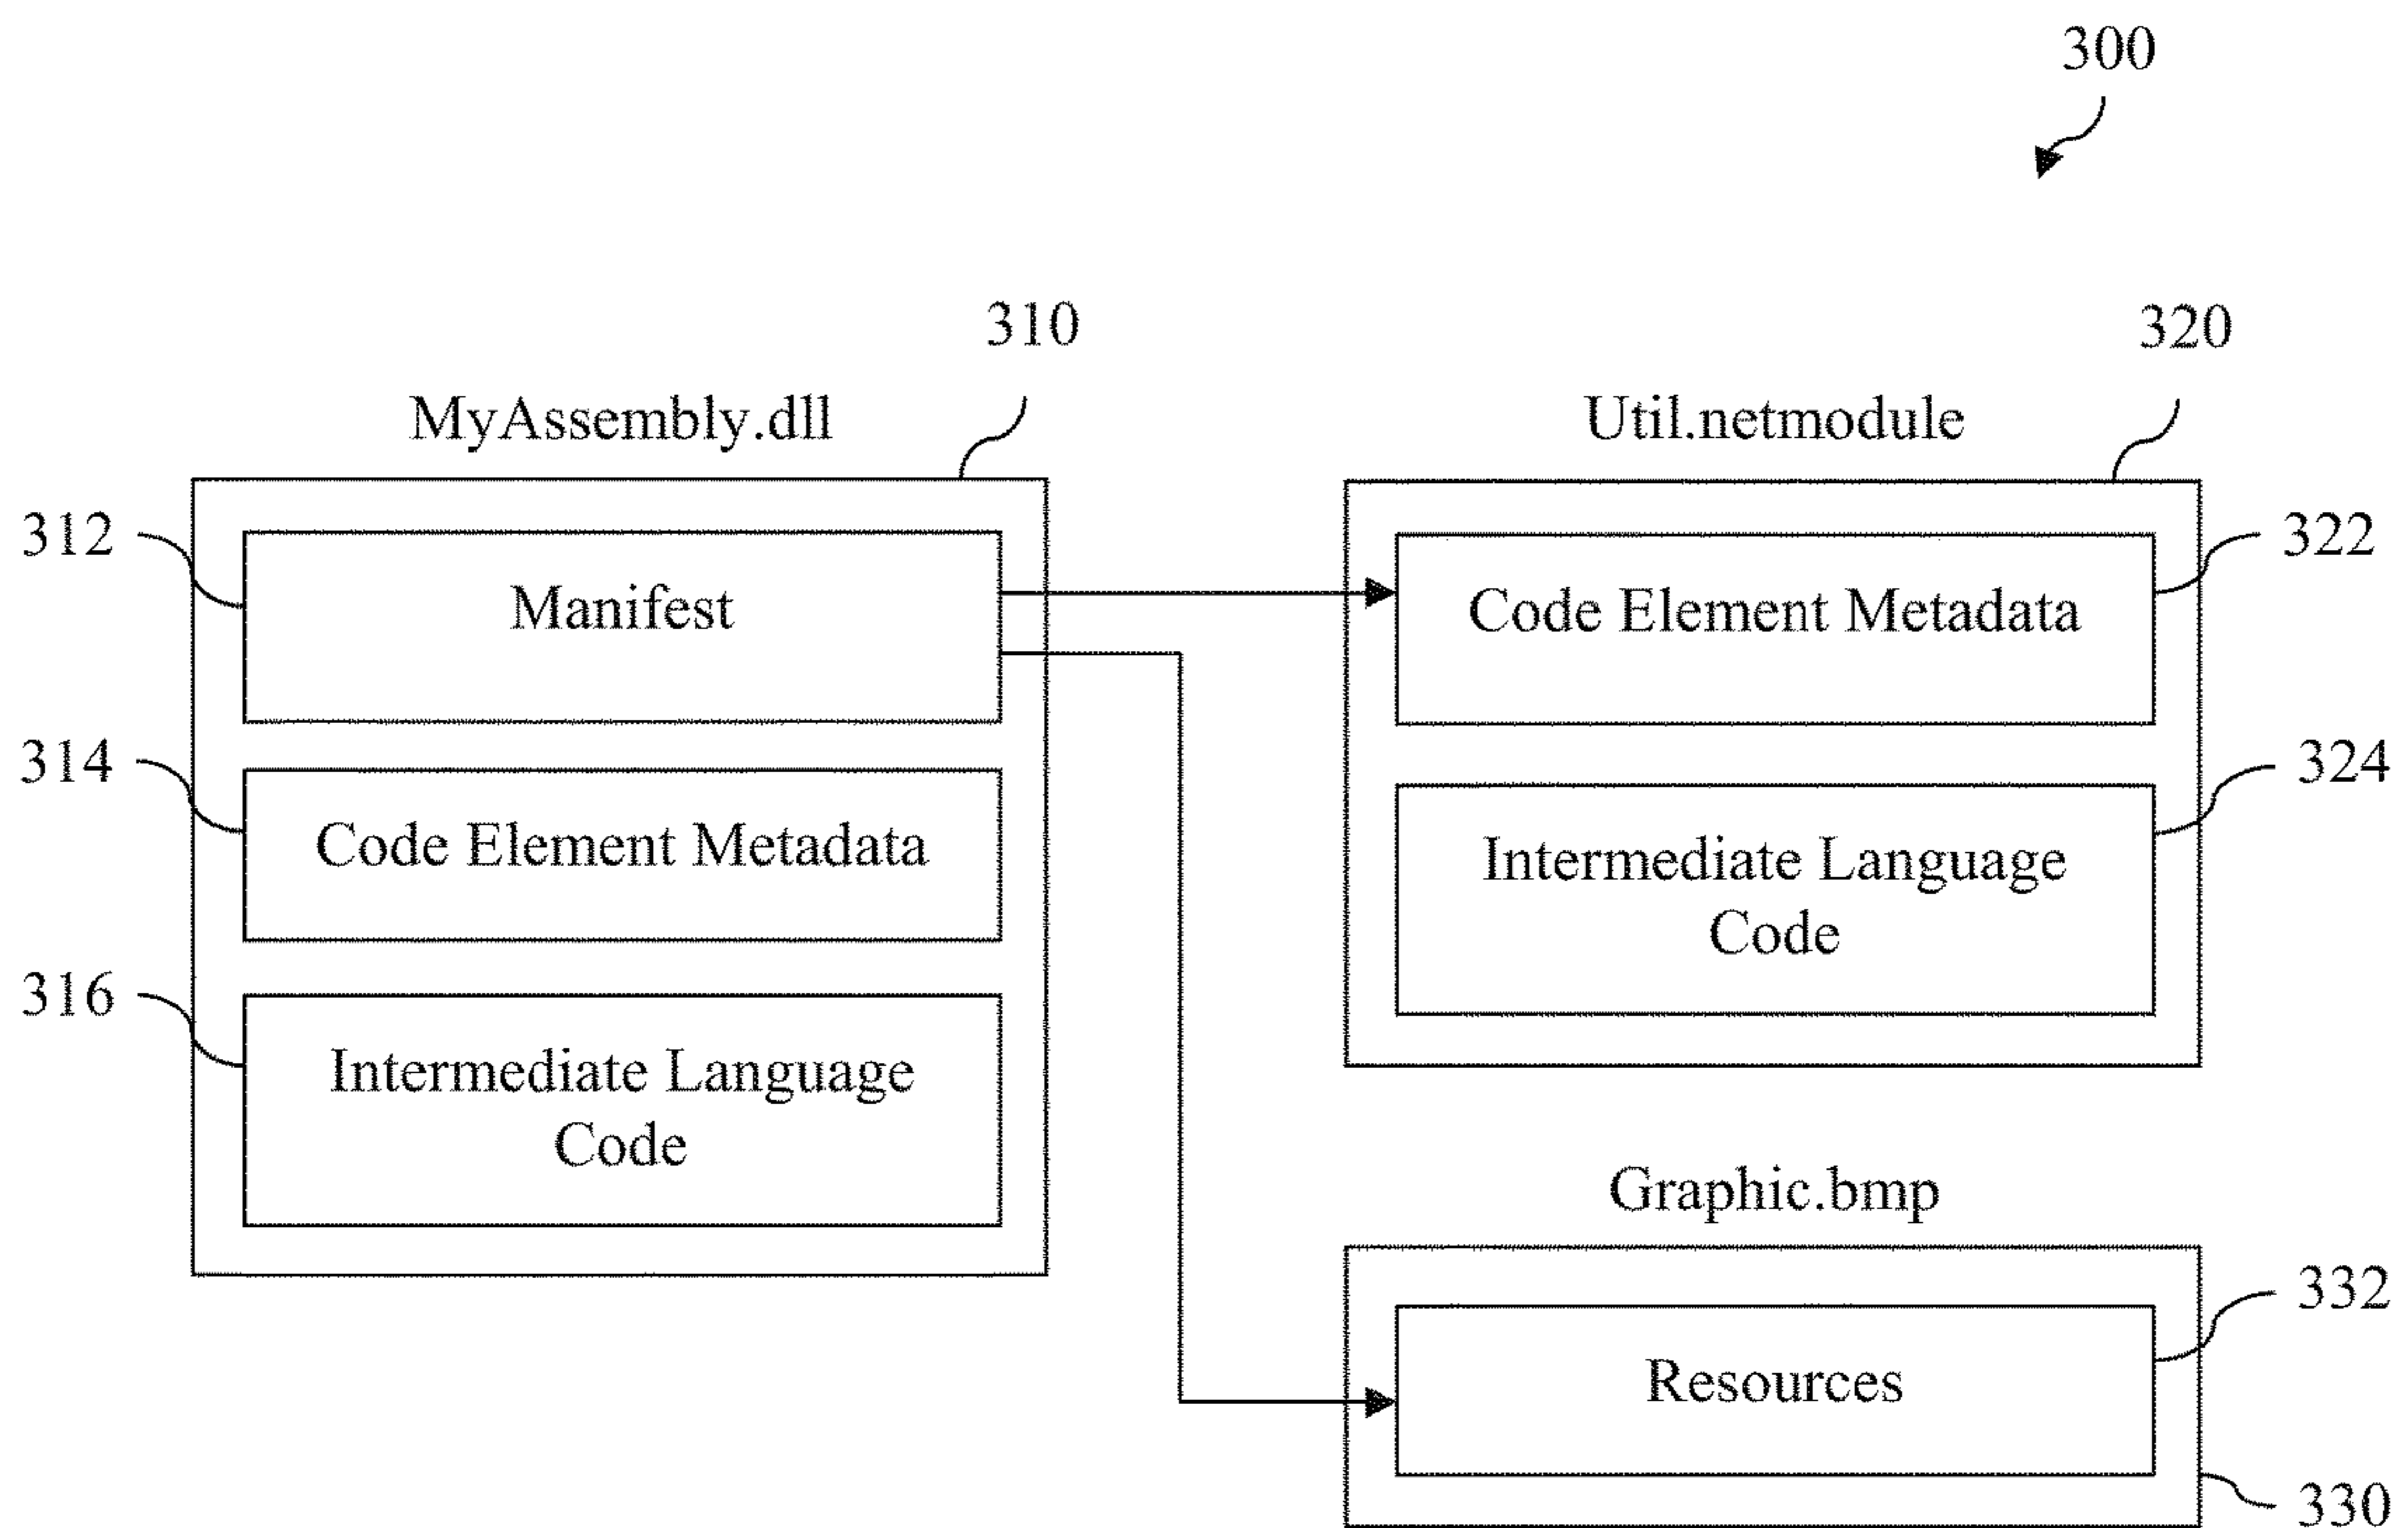 300
310
320
MyAssembly.dll
Util.netmodule
312
Manifest
Code Element Metadata
322
314
Code Element Metadata
Intermediate Language
Code
324
316
Intermediate Language
Code
Graphic.bmp
Resources
332
330